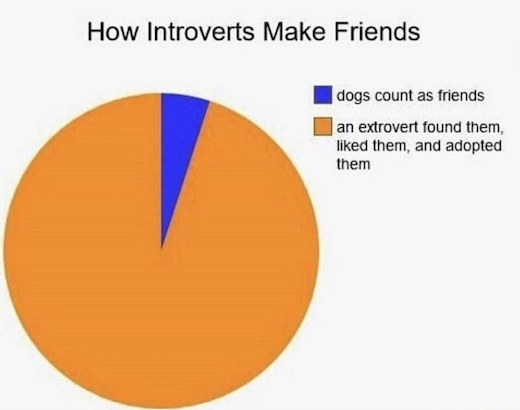 How Introverts Make Friends
dogs count as friends
an extrovert found them,
liked them, and adopted
them